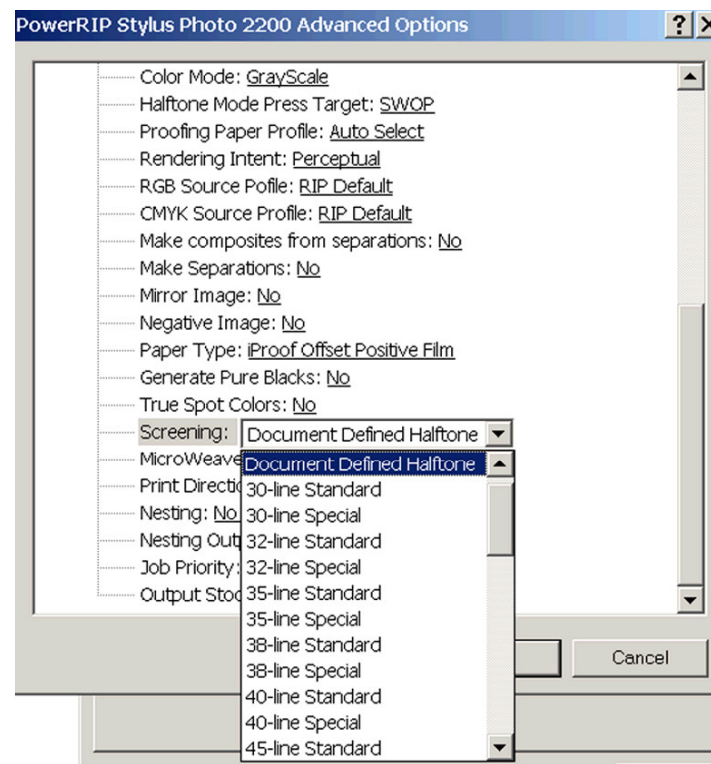 PowerRIP Stylus Photo 2200 Advanced Options
Color Mode: GrayScale
Halftone Mode Press Target: SWOP
Proofing Paper Profile: Auto Select
Rendering Intent: Perceptual
RGB Source Pofile: RIP Default
CMYK Source Profile: RIP Default
Make composites from separations: No
Make Separations: No
Mirror Image: No
Negative Image: No
Paper Type: iProof Offset Positive Film
Generate Pure Blacks: No
True Spot Colors: No
Screening: Document Defined Halftone
MicroWeave
Document Defined Halftone
Print Directi
30-line Standard
Nesting: No
30-line Special
Nesting Out
32-line Standard
Job Priority:
32-line Special
Output Stoc
35-line Standard
35-line Special
38-line Standard
38-line Special
40-line Standard
40-line Special
45-line Standard
Cancel